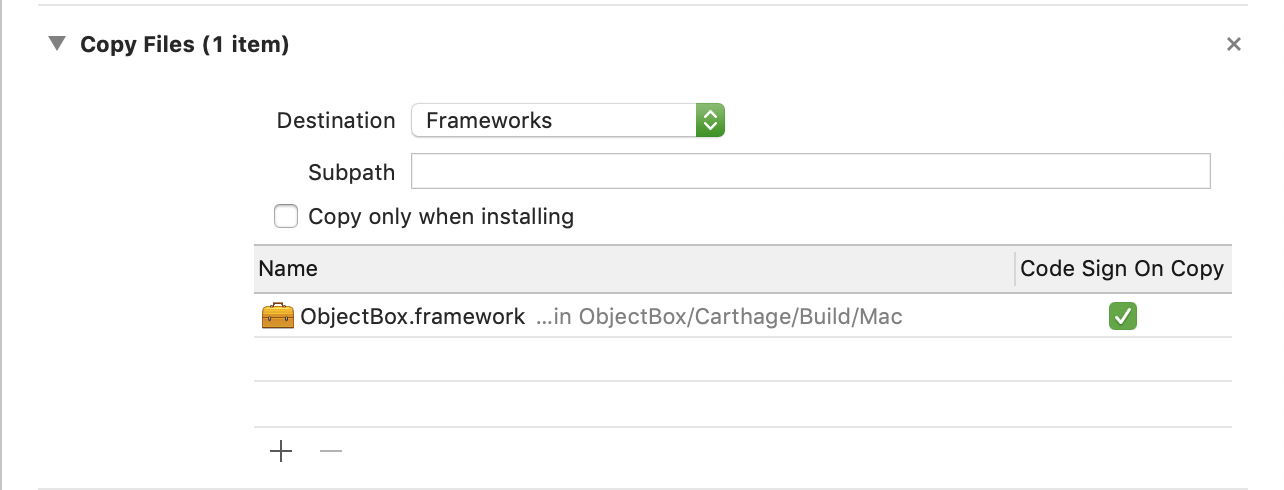 Copy Files (1 item)
Destination Frameworks
Subpath
Copy only when installing
Name Code Sign On Copy
ObjectBox.framework ...in ObjectBox/Carthage/Build/Mac